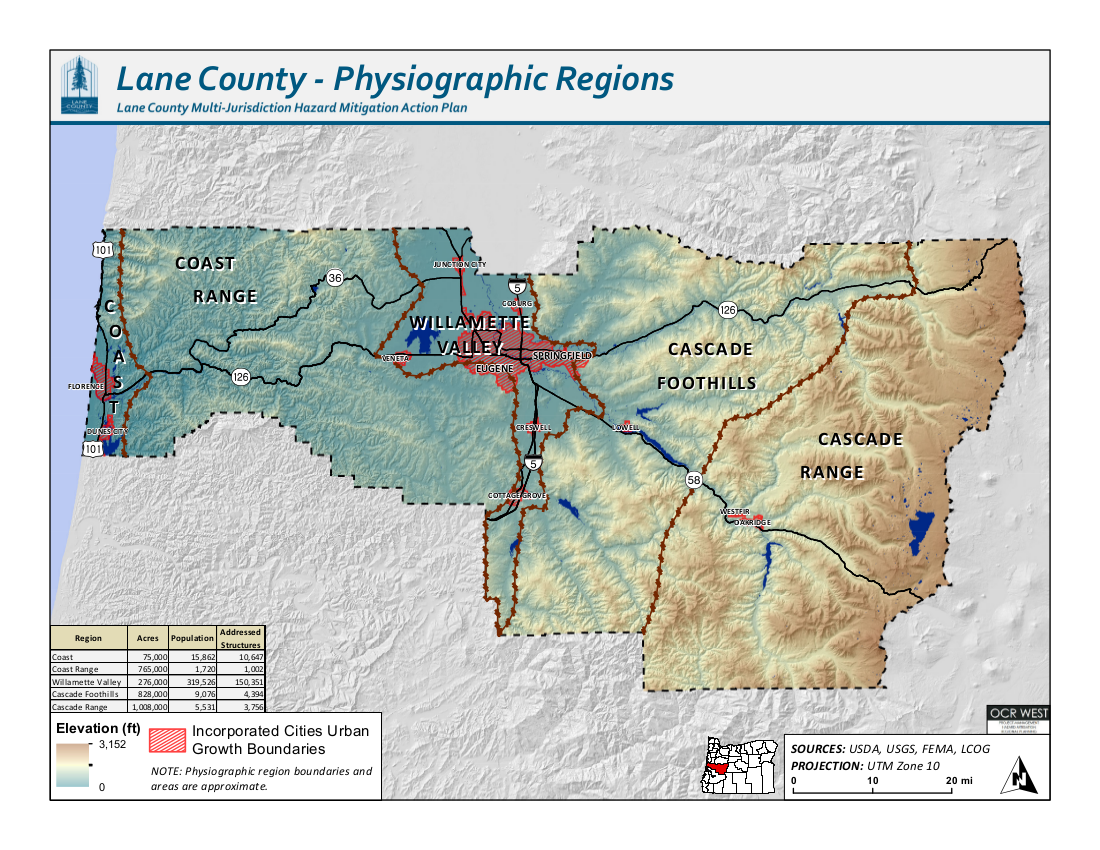 LANE
COUNTY
Lane County - Physiographic Regions
Lane County Multi-Jurisdiction Hazard Mitigation Action Plan
101
COAST
RANGE
36
JUNCTION CITY
5
COBURG
126
COAST
WILLAMETTE
VALLEY
VENETA
SPRINGFIELD
EUGENE
CASCADE
FOOTHILLS
126
FLORENCE
DUNES CITY
101
CRESWELL
LOWELL
CASCADE
RANGE
5
58
COTTAGE GROVE
WESTFIR
OAKRIDGE
Region Acres Population Addressed Structures
Coast 75,000 15,862 10,647
Coast Range 765,000 1,720 1,002
Willamette Valley 276,000 319,526 150,351
Cascade Foothills 828,000 9,076 4,394
Cascade Range 1,008,000 5,531 3,756
Elevation (ft)
3,152
0
Incorporated Cities Urban
Growth Boundaries
NOTE: Physiographic region boundaries and
areas are approximate.
OCR WEST
SOURCES: USDA, USGS, FEMA, LCOG
PROJECTION: UTM Zone 10
0 10 20 mi
N